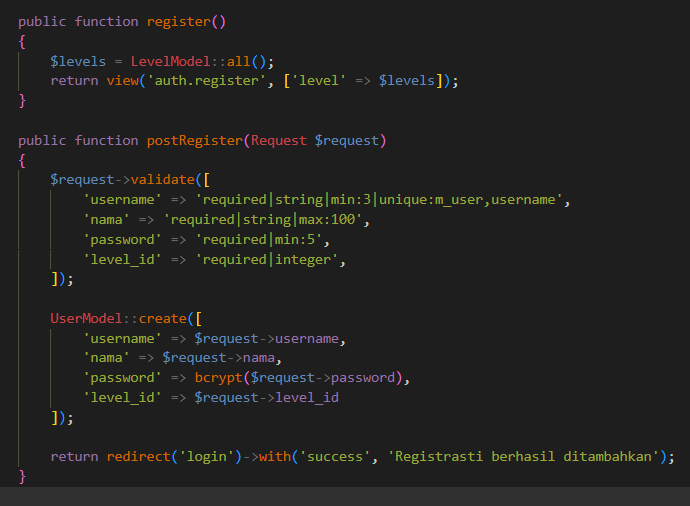 public function register()
{
    $levels = LevelModel::all();
    return view('auth.register', ['level' => $levels]);
}

public function postRegister(Request $request)
{
    $request->validate([
        'username' => 'required|string|min:3|unique:m_user,username',
        'nama' => 'required|string|max:100',
        'password' => 'required|min:5',
        'level_id' => 'required|integer',
    ]);

    UserModel::create([
        'username' => $request->username,
        'nama' => $request->nama,
        'password' => bcrypt($request->password),
        'level_id' => $request->level_id
    ]);

    return redirect('login')->with('success', 'Registrasti berhasil ditambahkan');
}